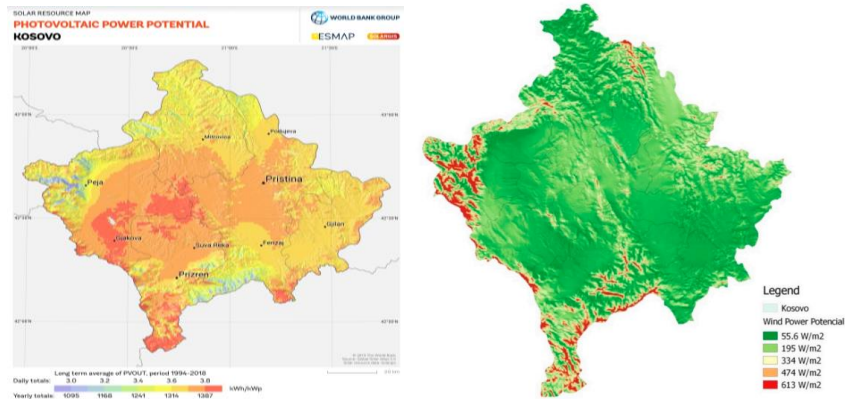 SOLAR RESOURCE MAP
PHOTOVOLTAIC POWER POTENTIAL
KOSOVO
WORLD BANK GROUP
ESMAP
SOLARGIS
Mitrovica
Podujeva
Peja
Pristina
Gjilan
Gjakova
Suva Reka
Ferizaj
Prizren
Long term average of PVOUT, period 1994-2018
Daily totals: 3.0 3.2 3.4 3.6 3.8
kWh/kWp
Yearly totals: 1095 1168 1241 1314 1387
Legend
Kosovo
Wind Power Potencial
55.6 W/m2
195 W/m2
334 W/m2
474 W/m2
613 W/m2